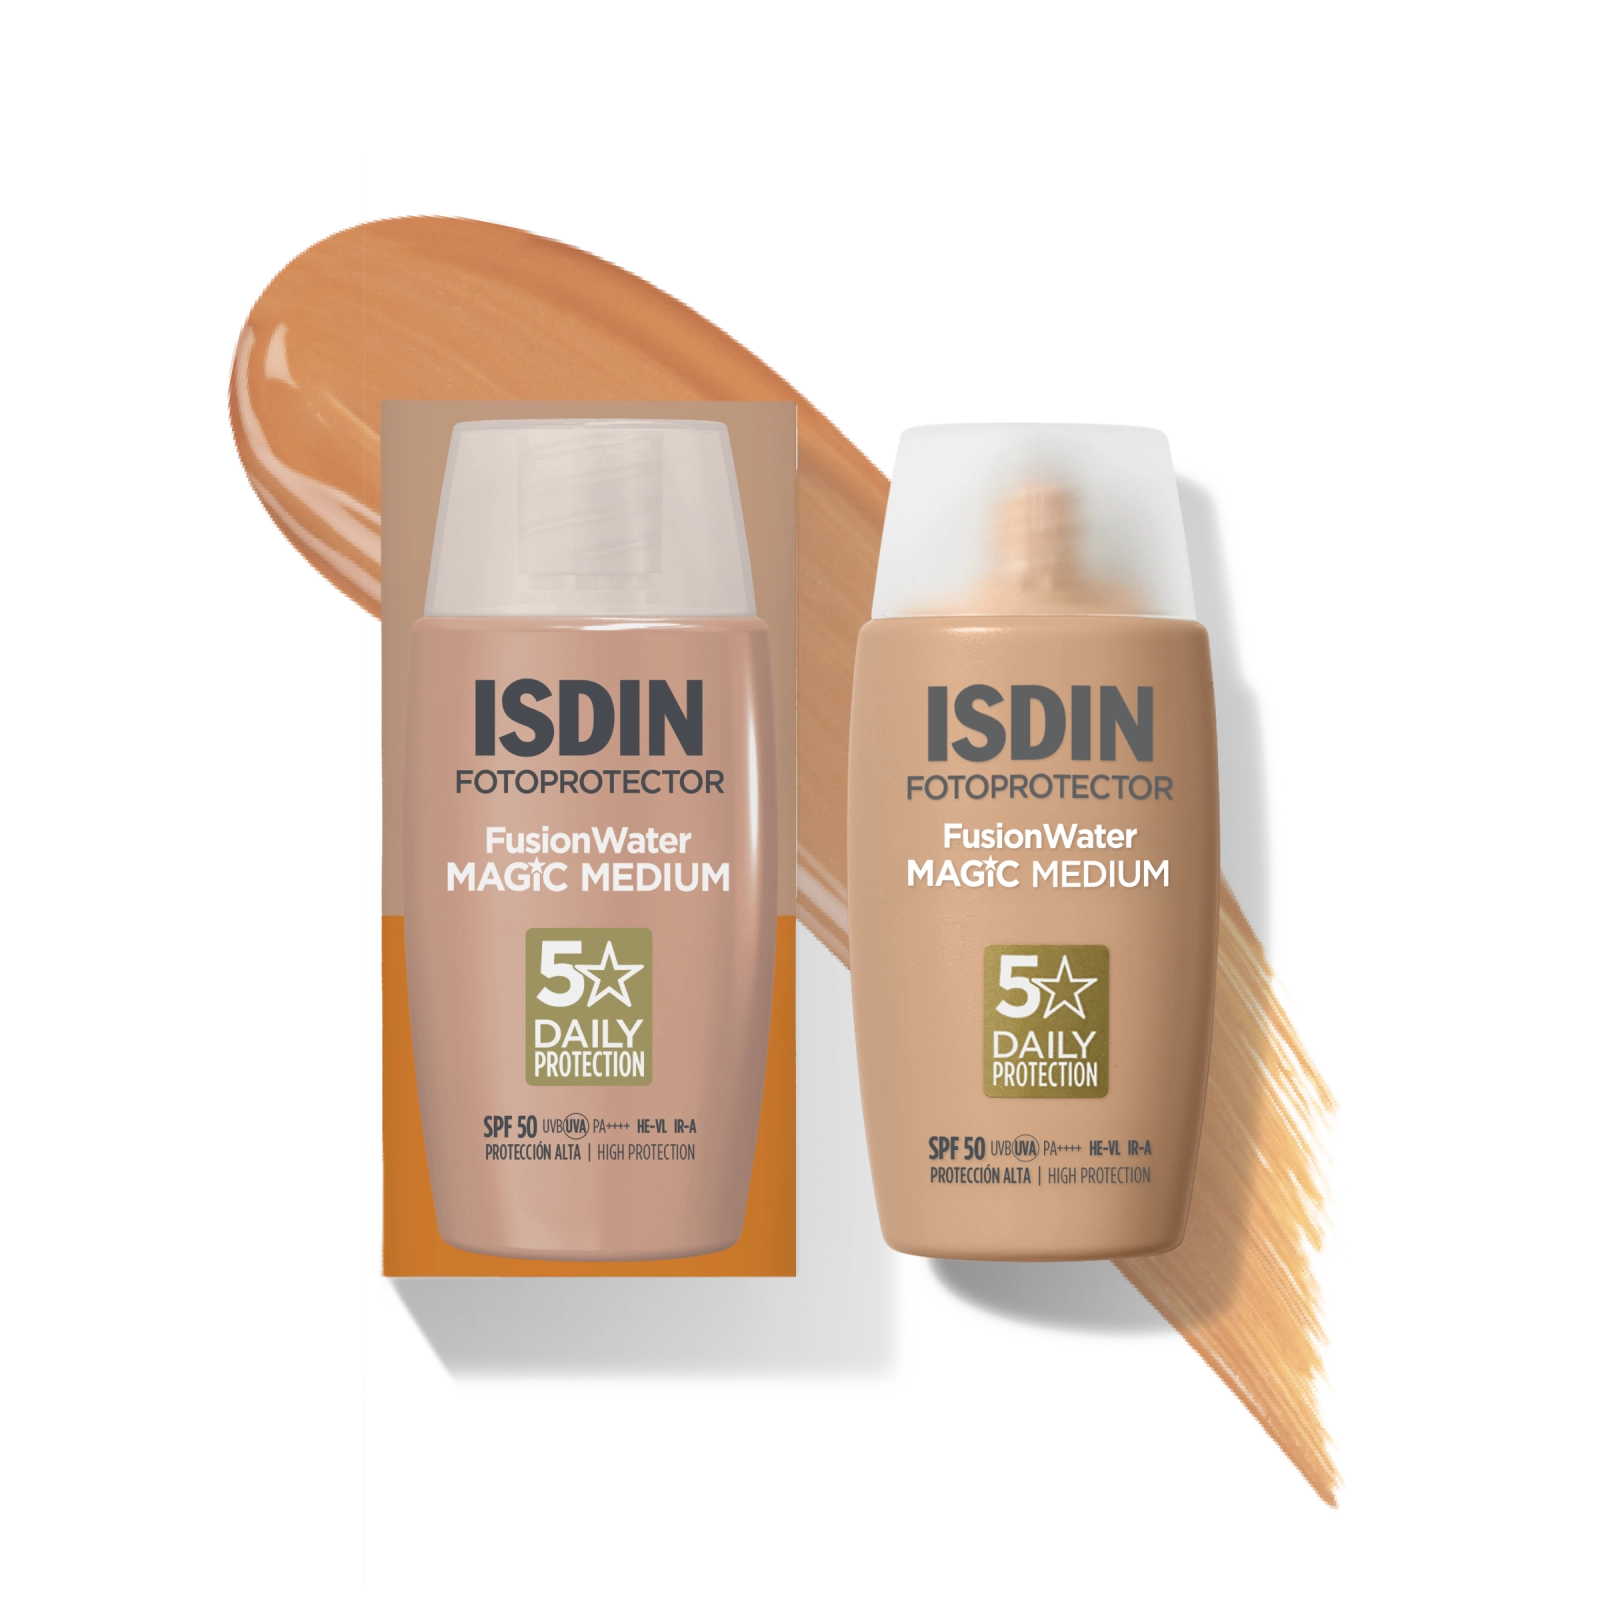 ISDIN
FOTOPROTECTOR
FusionWater
MAGIC MEDIUM
5☆
DAILY
PROTECTION
SPF 50 UVB UVA PA++++ HE-VL IR-A
PROTECCIÓN ALTA | HIGH PROTECTION
ISDIN
FOTOPROTECTOR
FusionWater
MAGIC MEDIUM
5☆
DAILY
PROTECTION
SPF 50 UVB UVA PA++++ HE-VL IR-A
PROTECCIÓN ALTA | HIGH PROTECTION